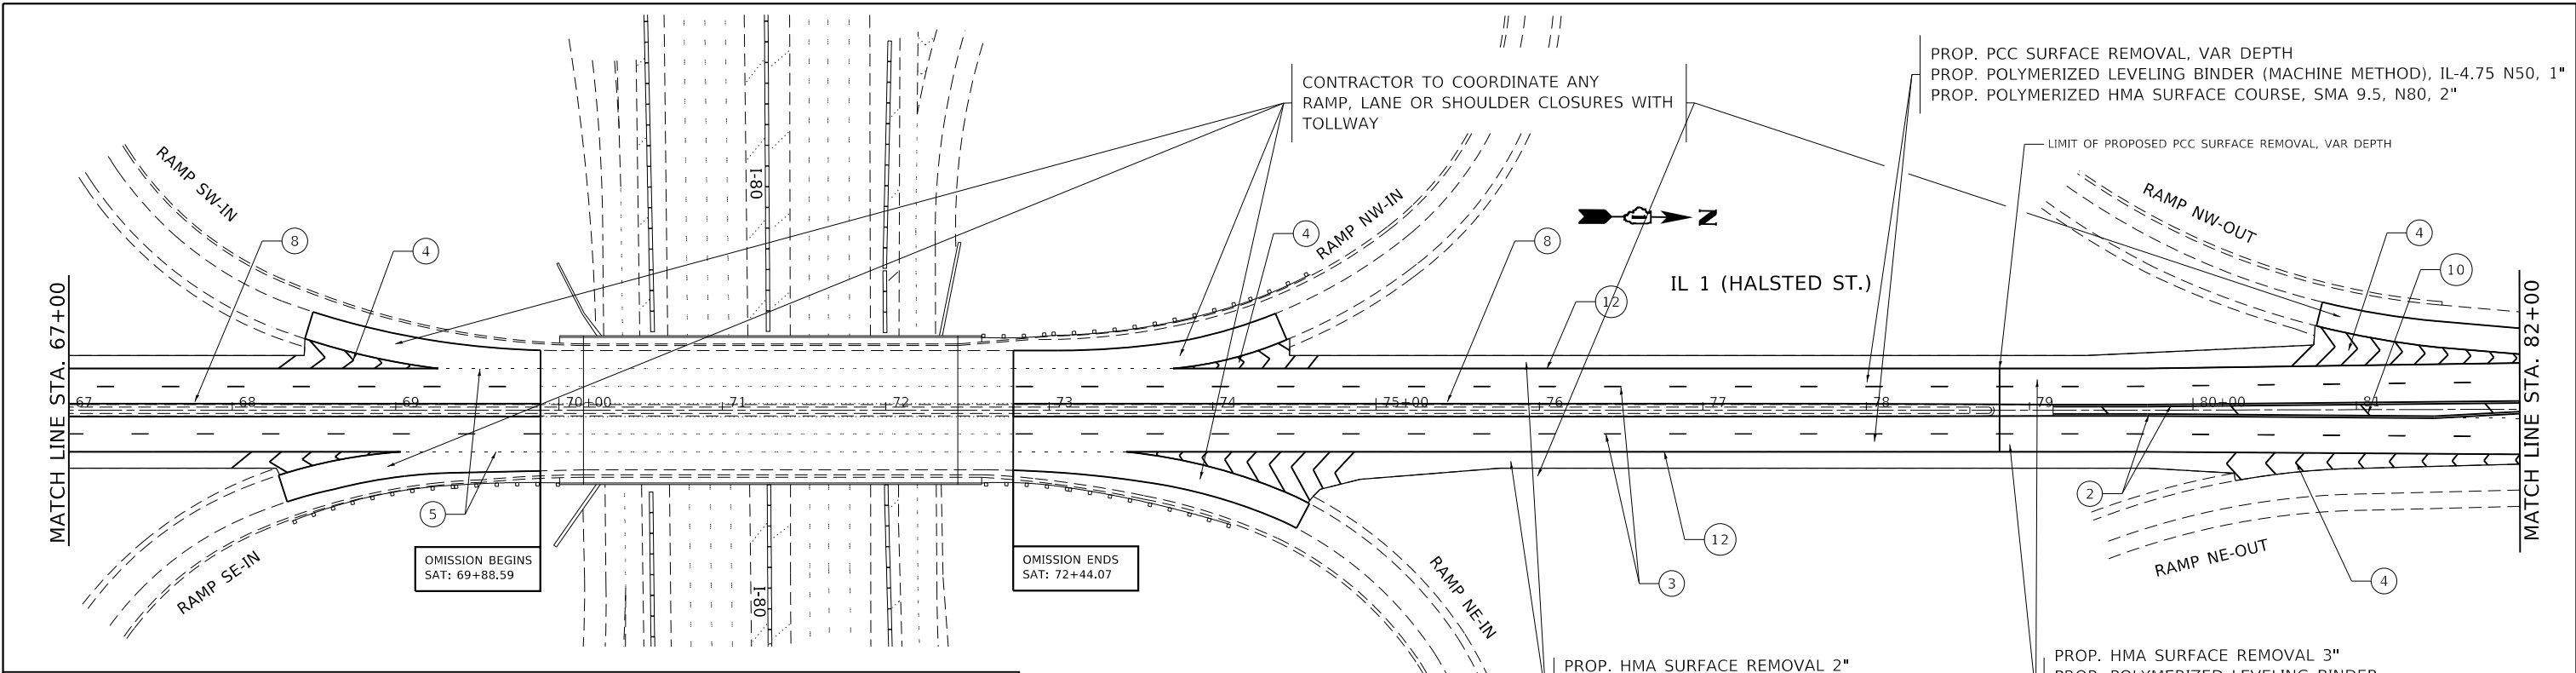 PROP. PCC SURFACE REMOVAL, VAR DEPTH
PROP. POLYMERIZED LEVELING BINDER (MACHINE METHOD), IL-4.75 N50, 1"
PROP. POLYMERIZED HMA SURFACE COURSE, SMA 9.5, N80, 2"
CONTRACTOR TO COORDINATE ANY
RAMP, LANE OR SHOULDER CLOSURES WITH
TOLLWAY
LIMIT OF PROPOSED PCC SURFACE REMOVAL, VAR DEPTH
RAMP SW-IN
I-80
RAMP NW-IN
N
RAMP NW-OUT
8
4
4
8
4
10
IL 1 (HALSTED ST.)
12
MATCH LINE STA. 67+00
MATCH LINE STA. 82+00
67
68
69
70+00
71
72
73
74
75+00
76
77
78
79
80+00
81
5
2
12
3
4
OMISSION BEGINS
SAT: 69+88.59
OMISSION ENDS
SAT: 72+44.07
RAMP SE-IN
I-80
RAMP NE-IN
RAMP NE-OUT
PROP. HMA SURFACE REMOVAL 2"
PROP. HMA SURFACE REMOVAL 3"
PROP. POLYMERIZED LEVELING BINDER